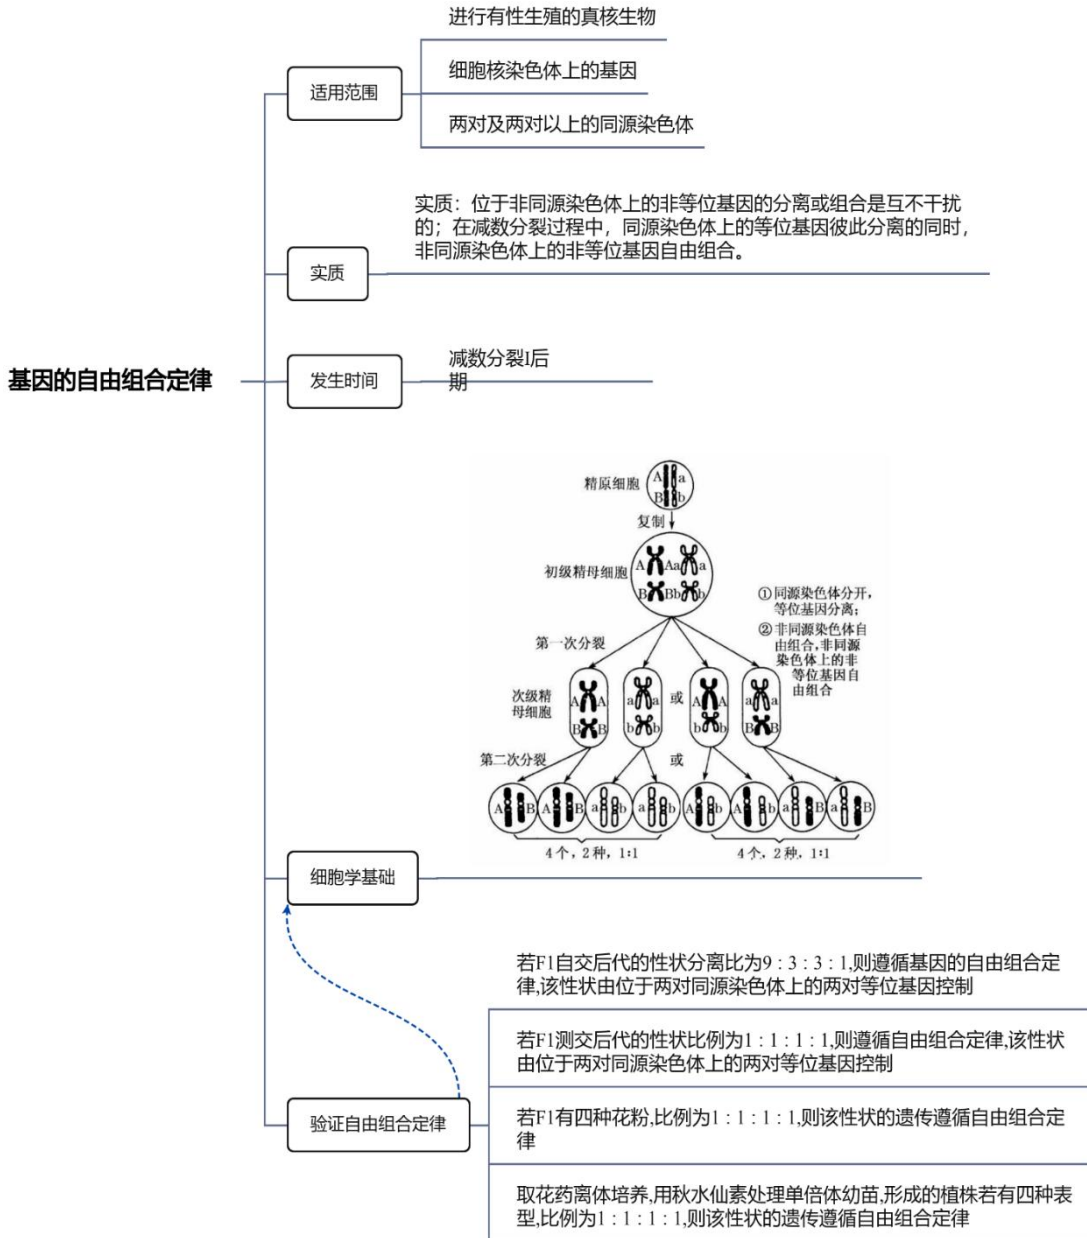 进行有性生殖的真核生物
细胞核染色体上的基因
适用范围
两对及两对以上的同源染色体
实质：位于非同源染色体上的非等位基因的分离或组合是互不干扰
的；在减数分裂过程中，同源染色体上的等位基因彼此分离的同时，
非同源染色体上的非等位基因自由组合。
实质
基因的自由组合定律
发生时间
减数分裂I后
期
精原细胞
A a
B b
复制
初级精母细胞
A Aa a
B Bb b
①同源染色体分开,
等位基因分离;
②非同源染色体自
由组合,非同源
染色体上的非
等位基因自
由组合
第一次分裂
次级精
母细胞
A A a a 或 A A a a
B B b b b b B B
第二次分裂 或
A B A B a b a b A b A b a B a B
4个，2种，1:1 4个，2种，1:1
细胞学基础
验证自由组合定律
若F1自交后代的性状分离比为9 : 3 : 3 : 1,则遵循基因的自由组合定
律,该性状由位于两对同源染色体上的两对等位基因控制
若F1测交后代的性状比例为1 : 1 : 1 : 1,则遵循自由组合定律,该性状
由位于两对同源染色体上的两对等位基因控制
若F1有四种花粉,比例为1 : 1 : 1 : 1,则该性状的遗传遵循自由组合定
律
取花药离体培养,用秋水仙素处理单倍体幼苗,形成的植株若有四种表
型,比例为1 : 1 : 1 : 1,则该性状的遗传遵循自由组合定律